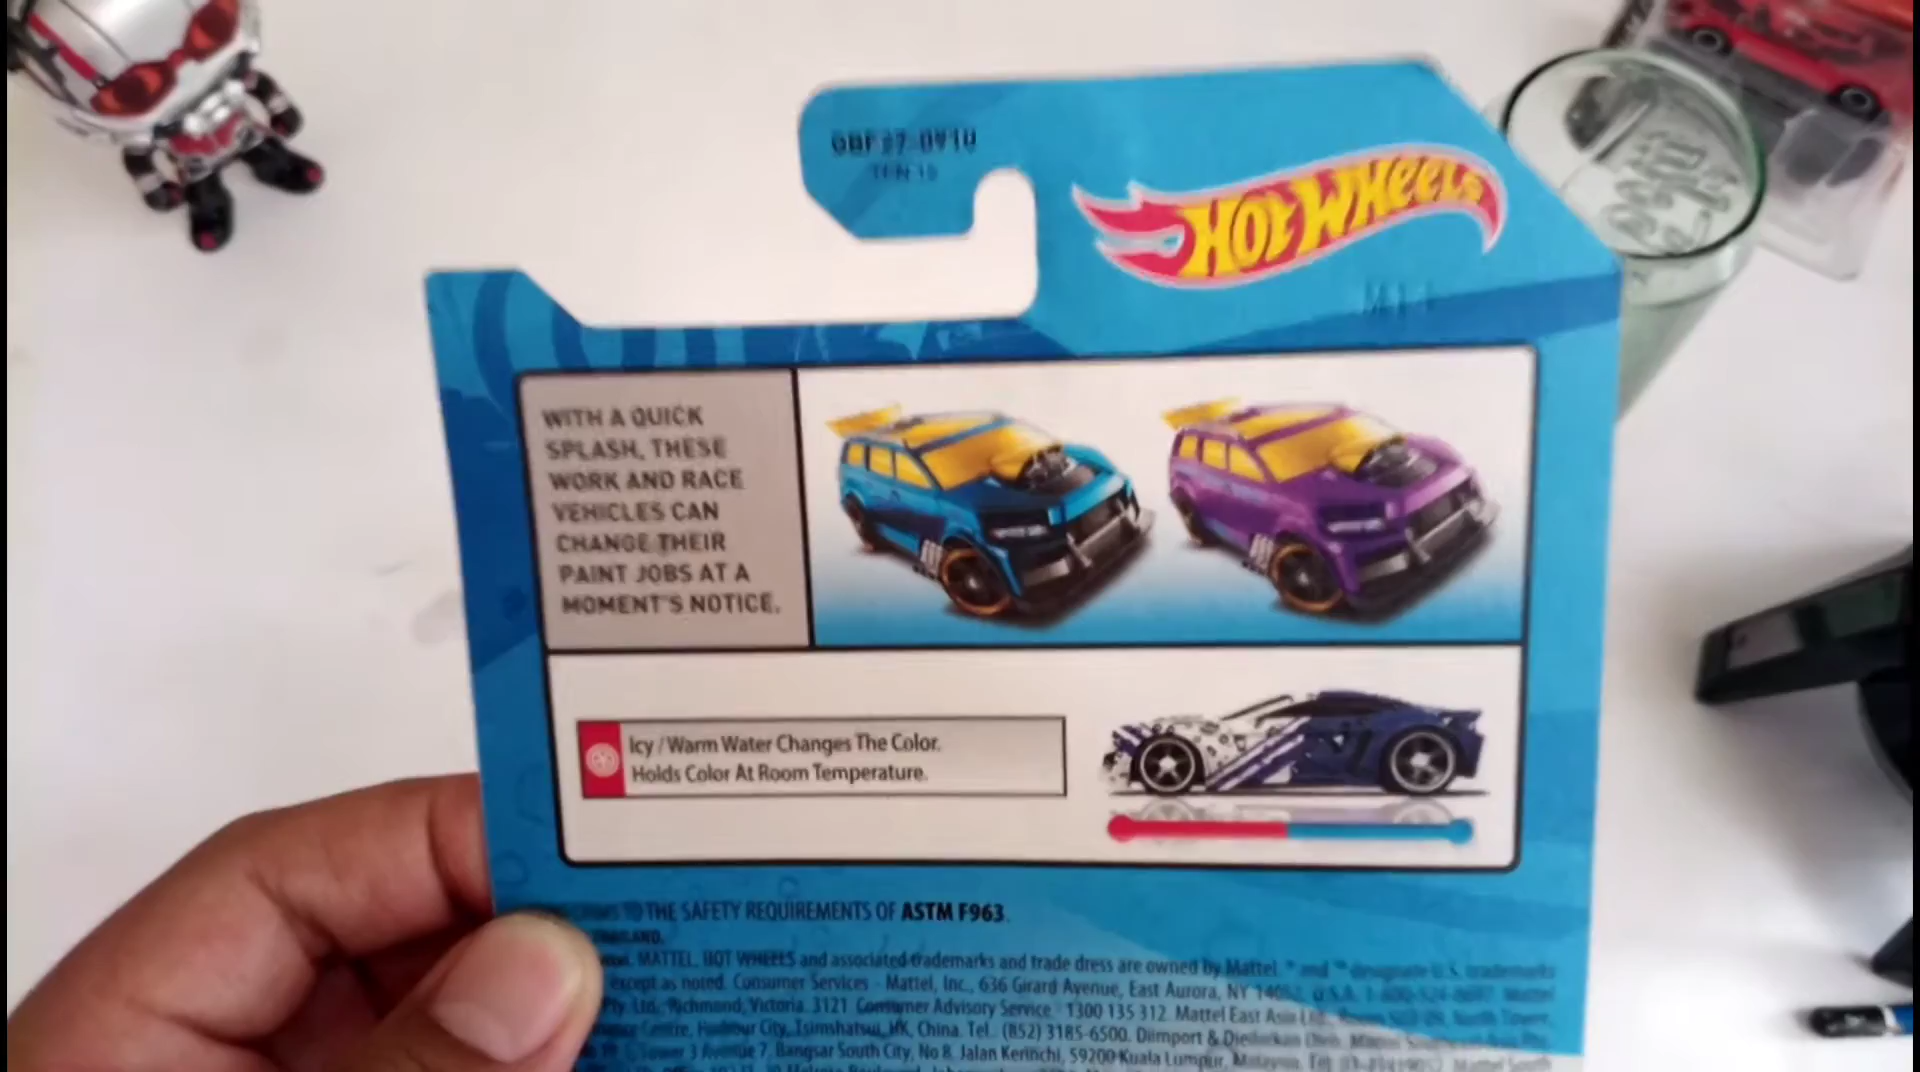 HOT WHEELS
WITH A QUICK
SPLASH, THESE
WORK AND RACE
VEHICLES CAN
CHANGE THEIR
PAINT JOBS AT A
MOMENT'S NOTICE.
Icy / Warm Water Changes The Color.
Holds Color At Room Temperature.
TO THE SAFETY REQUIREMENTS OF ASTM F963.
MATTEL, HOT WHEELS and associated trademarks and trade dress are owned by Mattel
except as noted. Consumer Services - Mattel, Inc., 636 Girard Avenue, East Aurora, NY
Pty. Ltd., Richmond, Victoria. 3121 Consumer Advisory Service - 1300 135 312. Mattel East Asia
Harbour City, Tsimshatsui, HK, China. Tel. (852) 3185-6500. Diimport &
Tower 3 Avenue 7, Bangsar South City, No 8. Jalan Kerinchi, 59200 Kuala Lumpur,